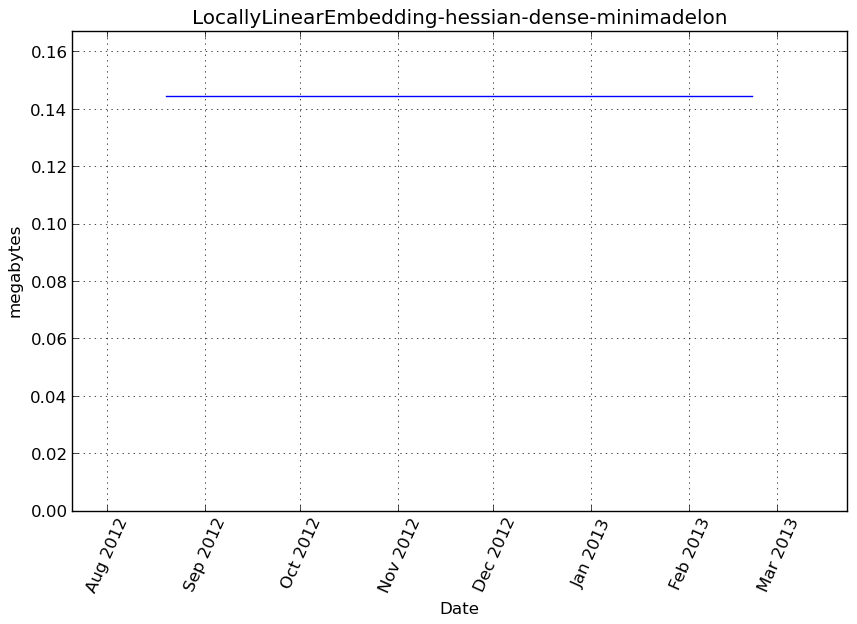 LocallyLinearEmbedding-hessian-dense-minimadelon
0.16
0.14
0.12
0.10
0.08
0.06
0.04
0.02
0.00
megabytes
Aug 2012
Sep 2012
Oct 2012
Nov 2012
Dec 2012
Jan 2013
Feb 2013
Mar 2013
Date